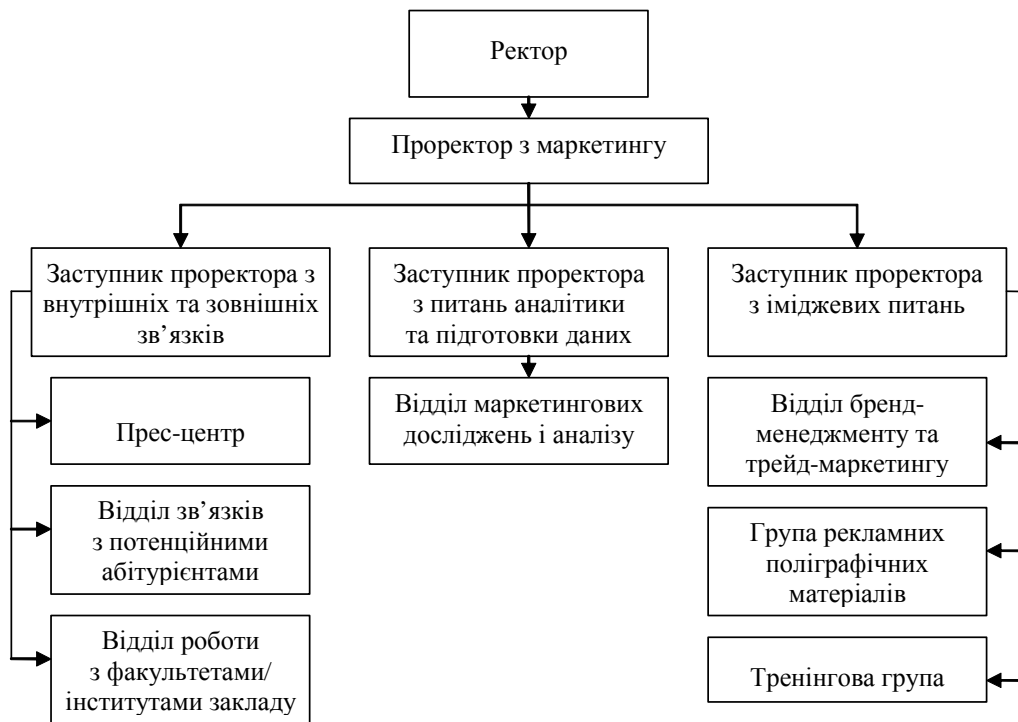 Ректор
Проректор з маркетингу
Заступник проректора з
внутрішніх та зовнішніх
зв’язків
Заступник проректора
з питань аналітики
та підготовки даних
Заступник проректора
з іміджевих питань
Прес-центр
Відділ зв’язків
з потенційними
абітурієнтами
Відділ роботи
з факультетами/
інститутами закладу
Відділ маркетингових
досліджень і аналізу
Відділ бренд-
менеджменту та
трейд-маркетингу
Група рекламних
поліграфічних
матеріалів
Тренінгова група